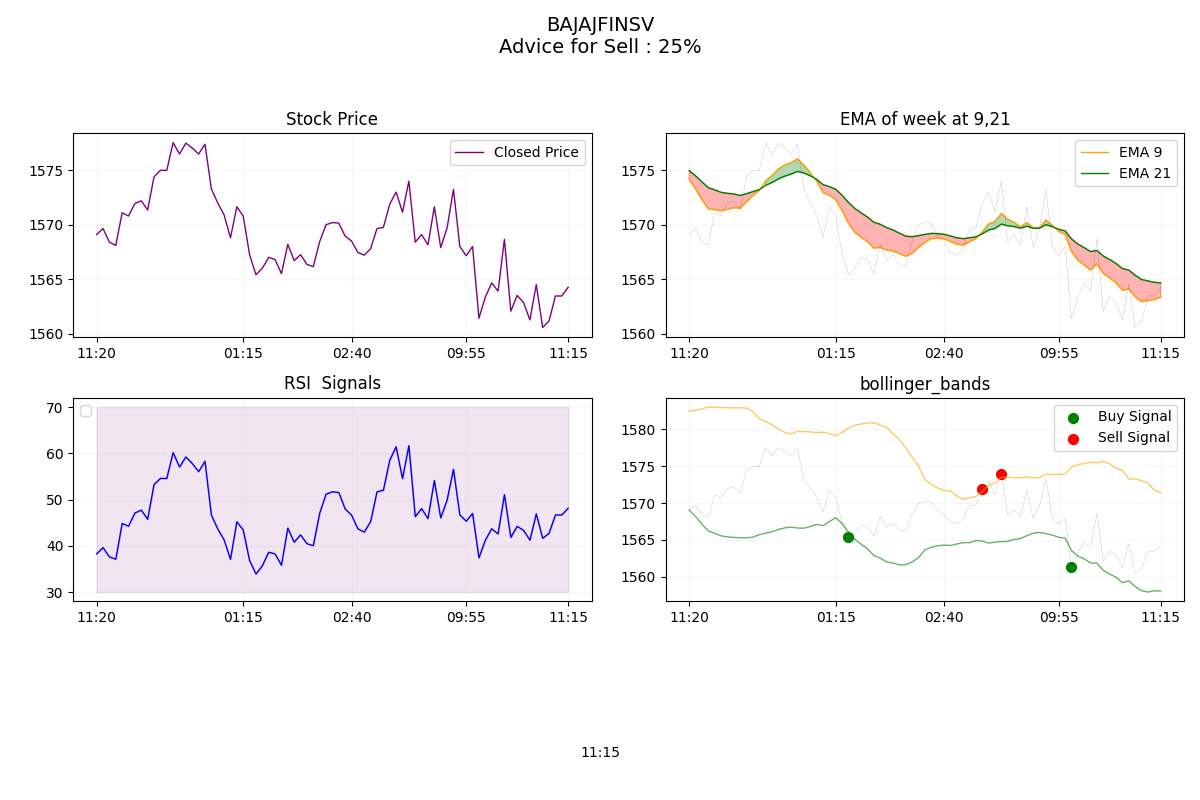 BAJAJFINSV
Advice for Sell : 25%
Stock Price
Closed Price
1575
1570
1565
1560
11:20 01:15 02:40 09:55 11:15
EMA of week at 9,21
EMA 9
EMA 21
1575
1570
1565
1560
11:20 01:15 02:40 09:55 11:15
RSI  Signals
70
60
50
40
30
11:20 01:15 02:40 09:55 11:15
bollinger_bands
Buy Signal
Sell Signal
1580
1575
1570
1565
1560
11:20 01:15 02:40 09:55 11:15
11:15